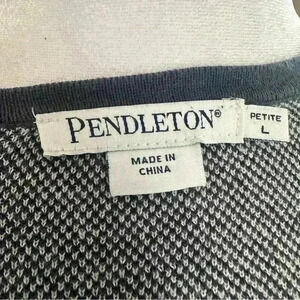 PENDLETON®
PETITE
L
MADE IN
CHINA